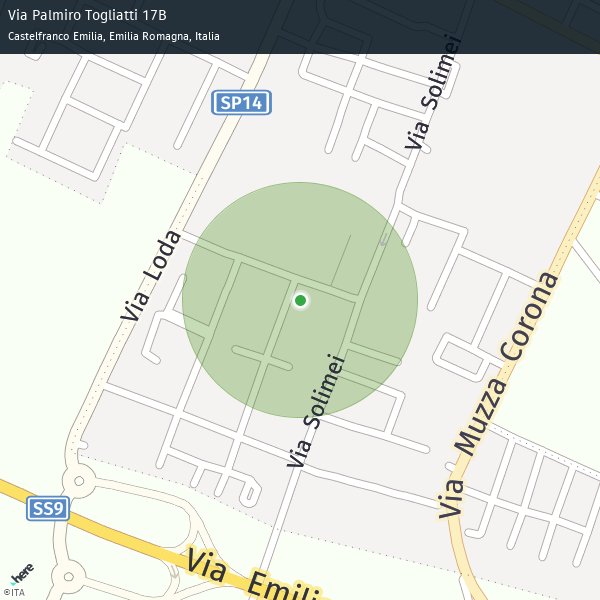 Via Palmiro Togliatti 17B
Castelfranco Emilia, Emilia Romagna, Italia
Via Solimei
SP14
Via Loda
Via Muzza Corona
Via Solimei
SS9
Via Emili
here
©ITA